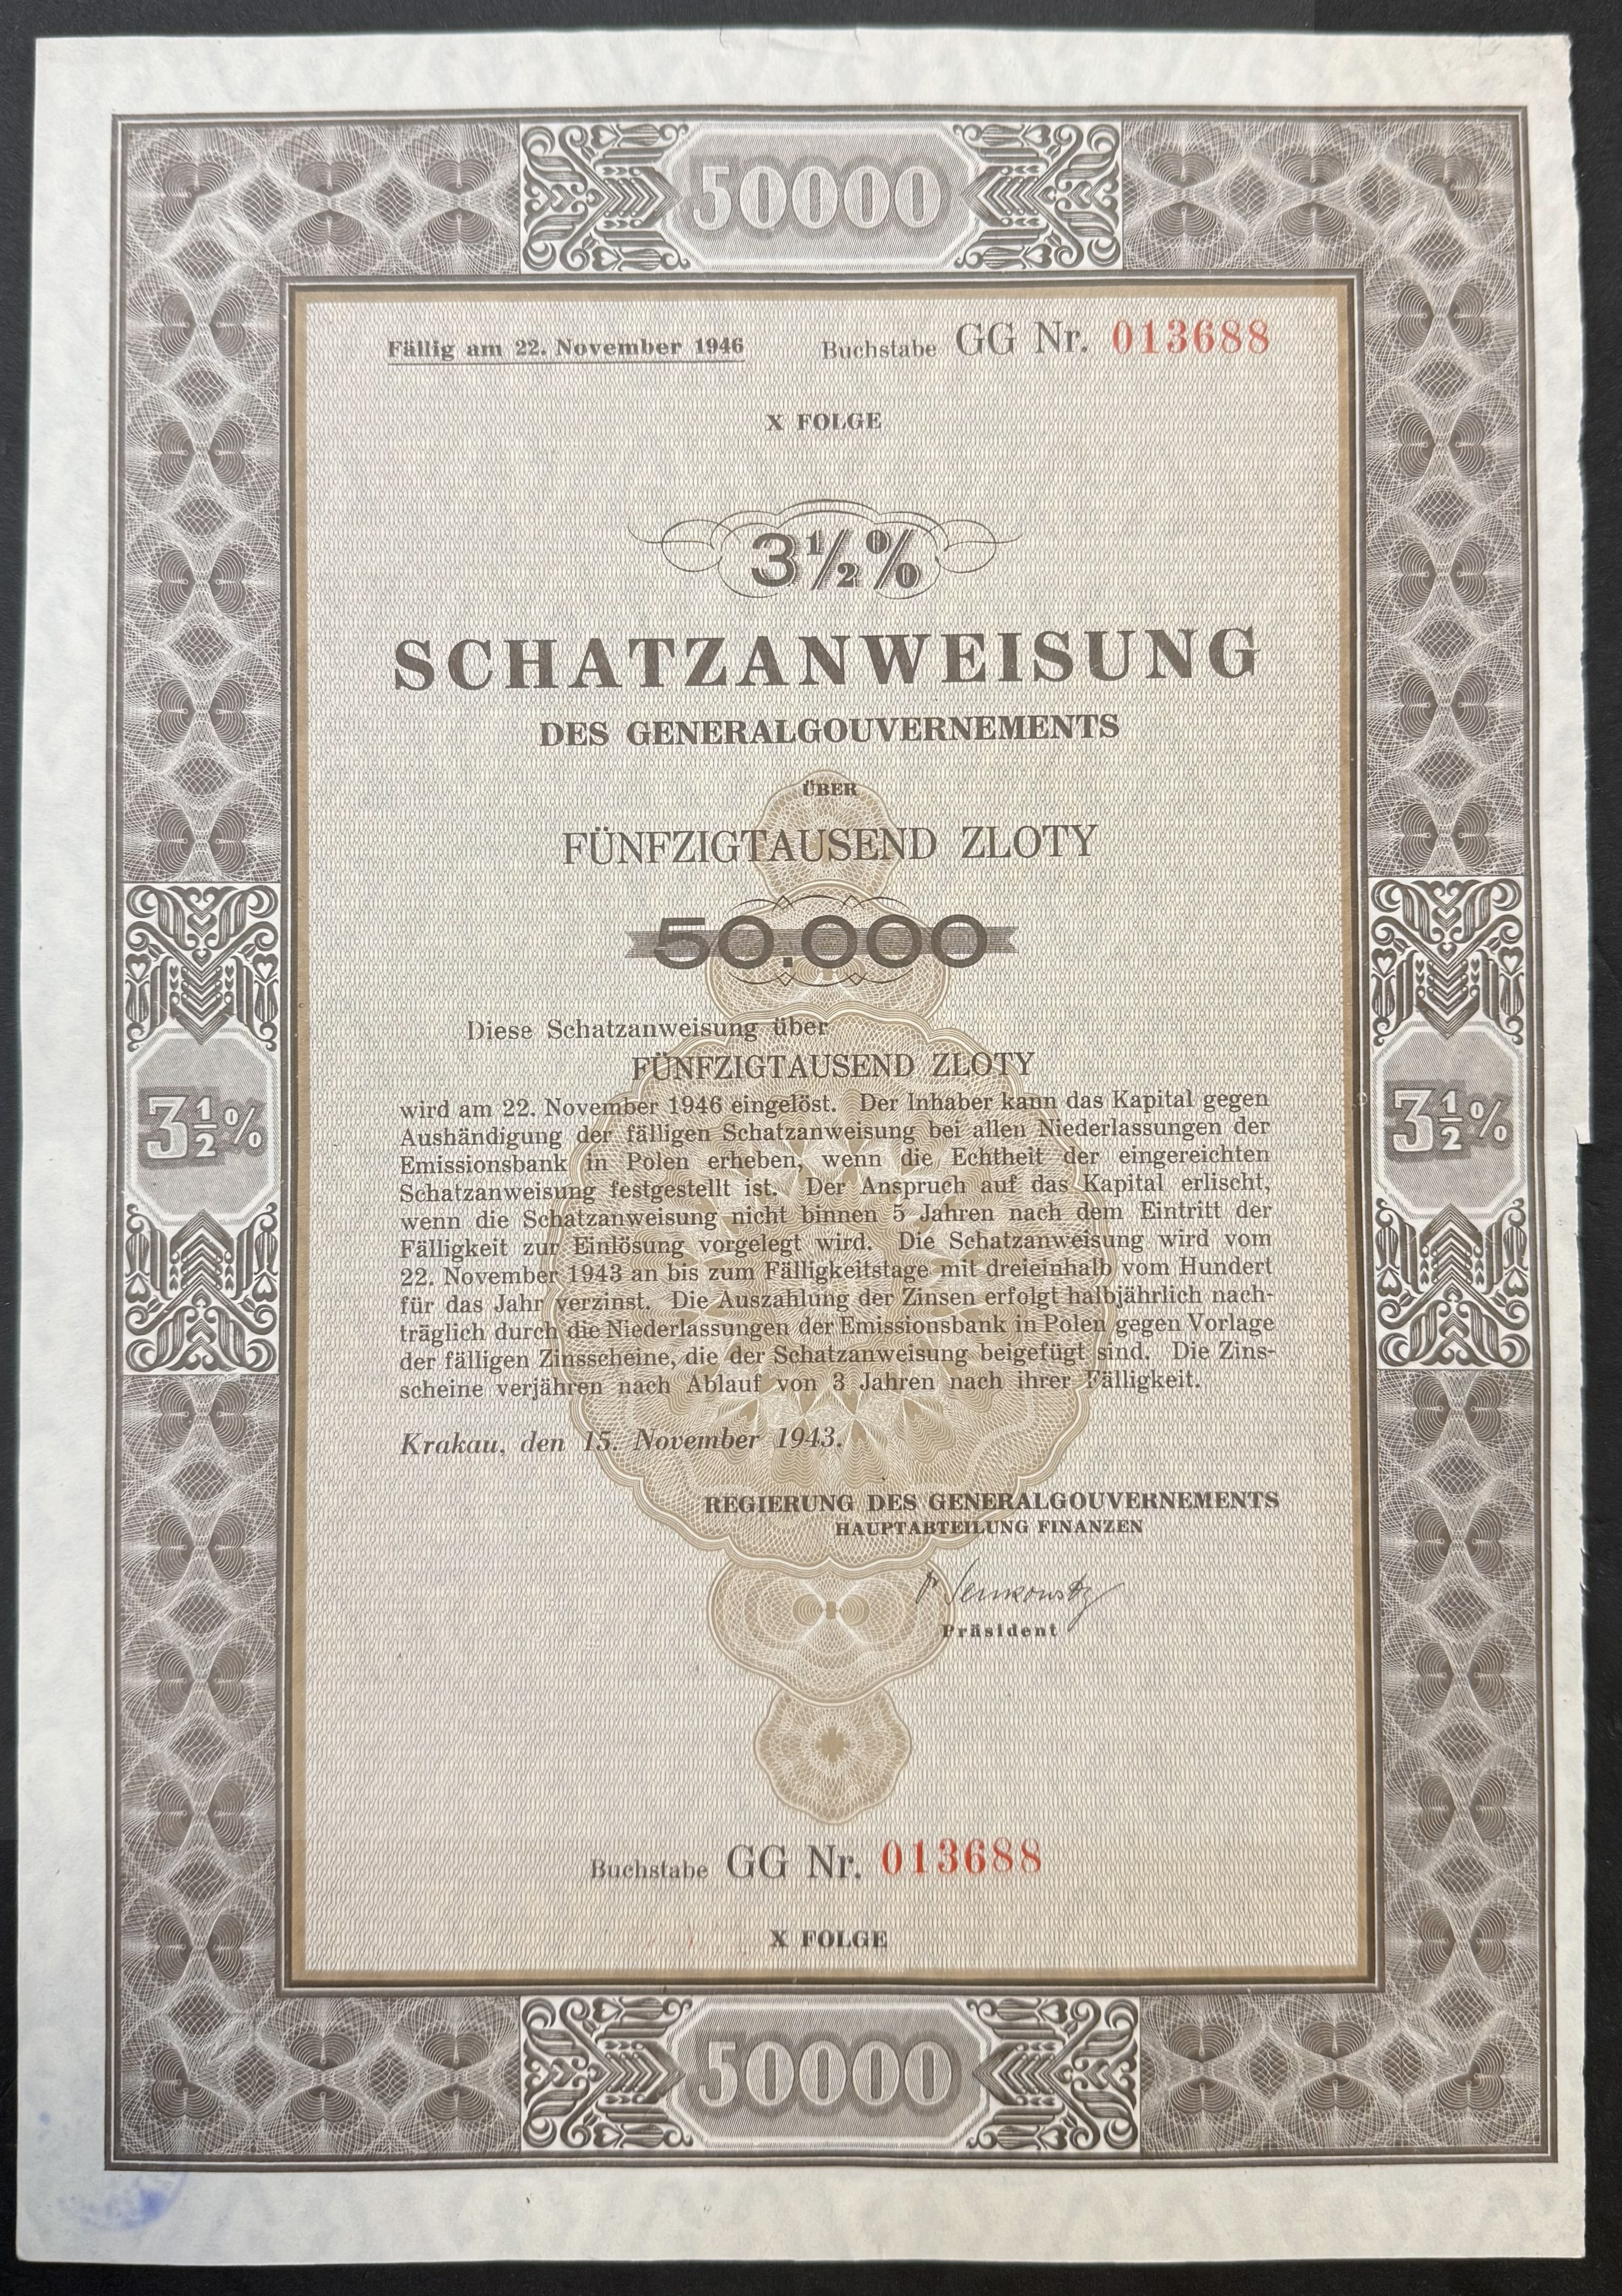 50000
Fällig am 22. November 1946 Buchstabe GG Nr. 013688
X FOLGE
3½%
SCHATZANWEISUNG
DES GENERALGOUVERNEMENTS
ÜBER
FÜNFZIGTAUSEND ZLOTY
50.000
Diese Schatzanweisung über
FÜNFZIGTAUSEND ZLOTY
wird am 22. November 1946 eingelöst. Der Inhaber kann das Kapital gegen
Aushändigung der fälligen Schatzanweisung bei allen Niederlassungen der
Emissionsbank in Polen erheben, wenn die Echtheit der eingereichten
Schatzanweisung festgestellt ist. Der Anspruch auf das Kapital erlischt,
wenn die Schatzanweisung nicht binnen 5 Jahren nach dem Eintritt der
Fälligkeit zur Einlösung vorgelegt wird. Die Schatzanweisung wird vom
22. November 1943 an bis zum Fälligkeitstage mit dreieinhalb vom Hundert
für das Jahr verzinst. Die Auszahlung der Zinsen erfolgt halbjährlich nach-
träglich durch die Niederlassungen der Emissionsbank in Polen gegen Vorlage
der fälligen Zinsscheine, die der Schatzanweisung beigefügt sind. Die Zins-
scheine verjähren nach Ablauf von 3 Jahren nach ihrer Fälligkeit.
3½%
3½%
Krakau, den 15. November 1943.
REGIERUNG DES GENERALGOUVERNEMENTS
HAUPTABTEILUNG FINANZEN
Senkowsky
Präsident
Buchstabe GG Nr. 013688
X FOLGE
50000